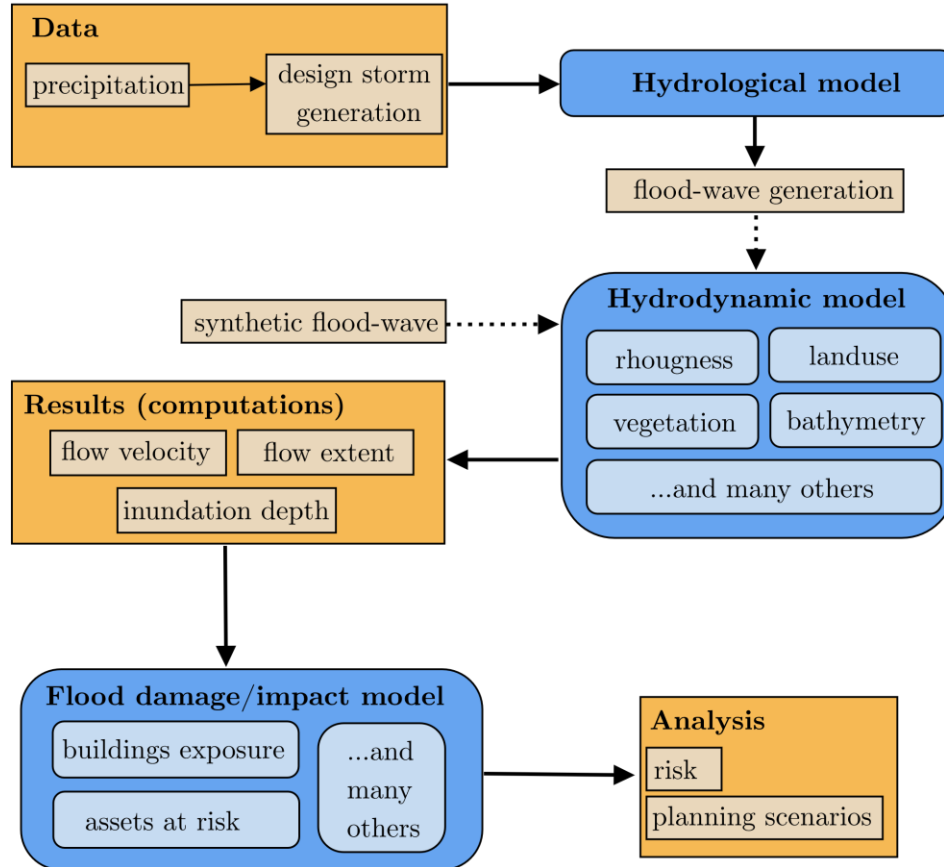 Data
precipitation
design storm
generation
Hydrological model
flood-wave generation
synthetic flood-wave
Hydrodynamic model
rhougness
landuse
vegetation
bathymetry
...and many others
Results (computations)
flow velocity
flow extent
inundation depth
Flood damage/impact model
buildings exposure
assets at risk
...and
many
others
Analysis
risk
planning scenarios